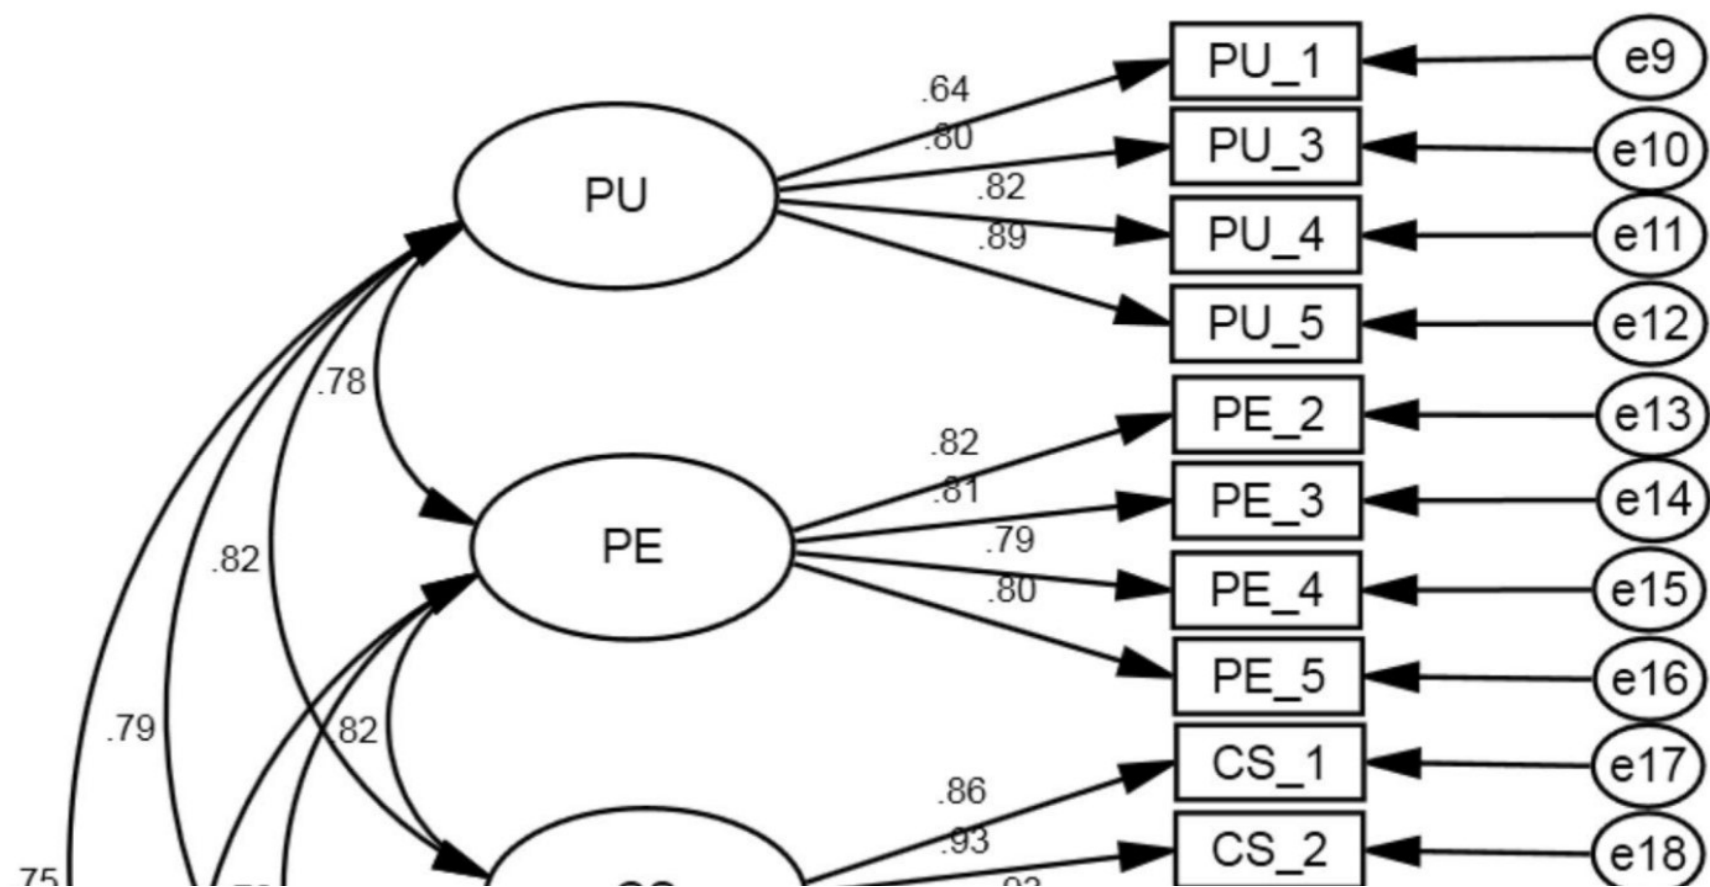 PU_1
e9
.64
.80
PU_3
e10
PU
.82
PU_4
e11
.89
PU_5
e12
.78
PE_2
e13
.82
.81
PE_3
e14
PE
.79
.82
.80
PE_4
e15
PE_5
e16
.79
.82
CS_1
e17
.86
.93
CS_2
e18
.75